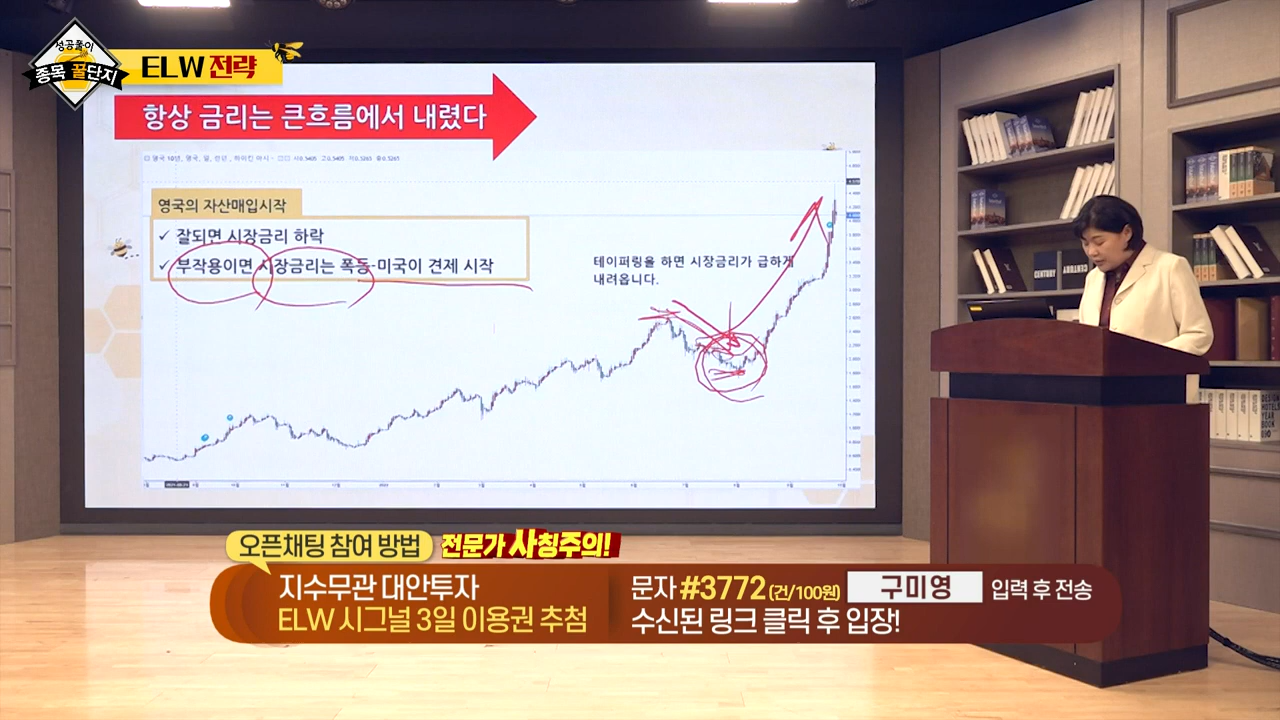 성공풀이
종목 꿀단지
ELW 전략
항상 금리는 큰흐름에서 내렸다
영국의 자산매입시작
✓ 잘되면 시장금리 하락
✓ 부작용이면 시장금리는 폭등-미국이 견제 시작
테이퍼링을 하면 시장금리가 급하게
내려옵니다.
CENTURY
오픈채팅 참여 방법
전문가 사칭주의!
지수무관 대안투자
ELW 시그널 3일 이용권 추첨
문자 #3772 (건/100원) 구미영 입력 후 전송
수신된 링크 클릭 후 입장!